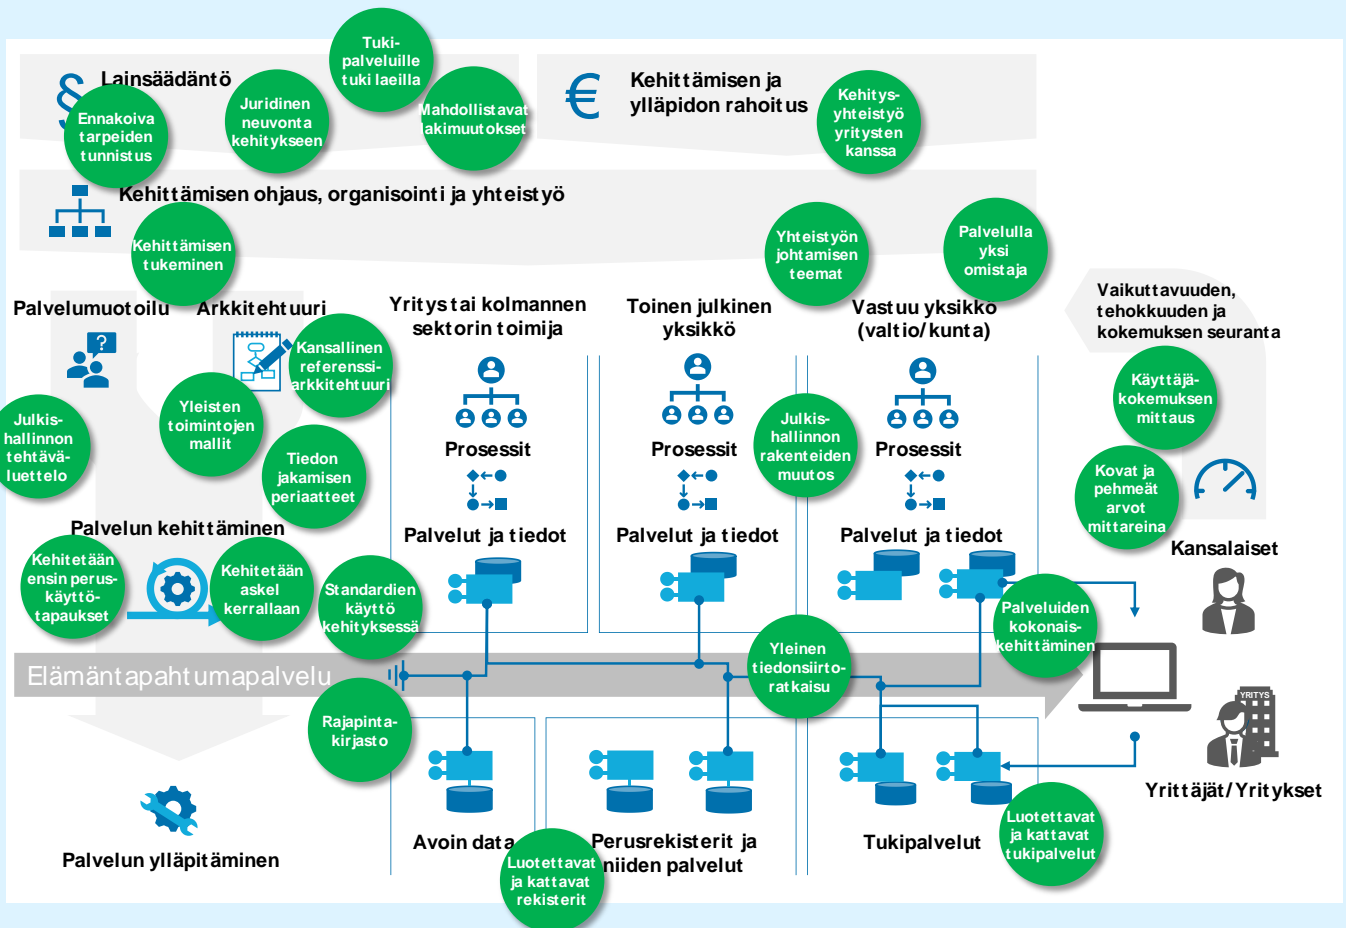 Lainsäädäntö
Ennakoiva
tarpeiden
tunnistus
Juridinen
neuvonta
kehitykseen
Tuki-
palveluille
tuki laeilla
Mahdollistavat
lakimuutokset
Kehittämisen ja
ylläpidon rahoitus
Kehitys-
yhteistyö
yritysten
kanssa
Kehittämisen ohjaus, organisointi ja yhteistyö
Kehittämisen
tukeminen
Yhteistyön
johtamisen
teemat
Palvelulla
yksi
omistaja
Palvelumuotoilu
Arkkitehtuuri
Kansallinen
referenssi-
arkkitehtuuri
Julkis-
hallinnon
tehtävä-
luettelo
Yleisten
toimintojen
mallit
Tiedon
jakamisen
periaatteet
Yritys tai kolmannen
sektorin toimija
Prosessit
Palvelut ja tiedot
Toinen julkinen
yksikkö
Prosessit
Palvelut ja tiedot
Julkis-
hallinnon
rakenteiden
muutos
Vastuu yksikkö
(valtio/kunta)
Prosessit
Palvelut ja tiedot
Vaikuttavuuden,
tehokkuuden ja
kokemuksen seuranta
Käyttäjä-
kokemuksen
mittaus
Kovat ja
pehmeät
arvot
mittareina
Kansalaiset
Palvelun kehittäminen
Kehitetään
ensin perus-
käyttö-
tapaukset
Kehitetään
askel
kerrallaan
Standardien
käyttö
kehityksessä
Palveluiden
kokonais-
kehittäminen
Elämäntapahtumapalvelu
Yleinen
tiedonsiirto-
ratkaisu
Rajapinta-
kirjasto
YRITYS
Yrittäjät/Yritykset
Palvelun ylläpitäminen
Avoin data
Luotettavat
ja kattavat
rekisterit
Perusrekisterit ja
niiden palvelut
Tukipalvelut
Luotettavat
ja kattavat
tukipalvelut